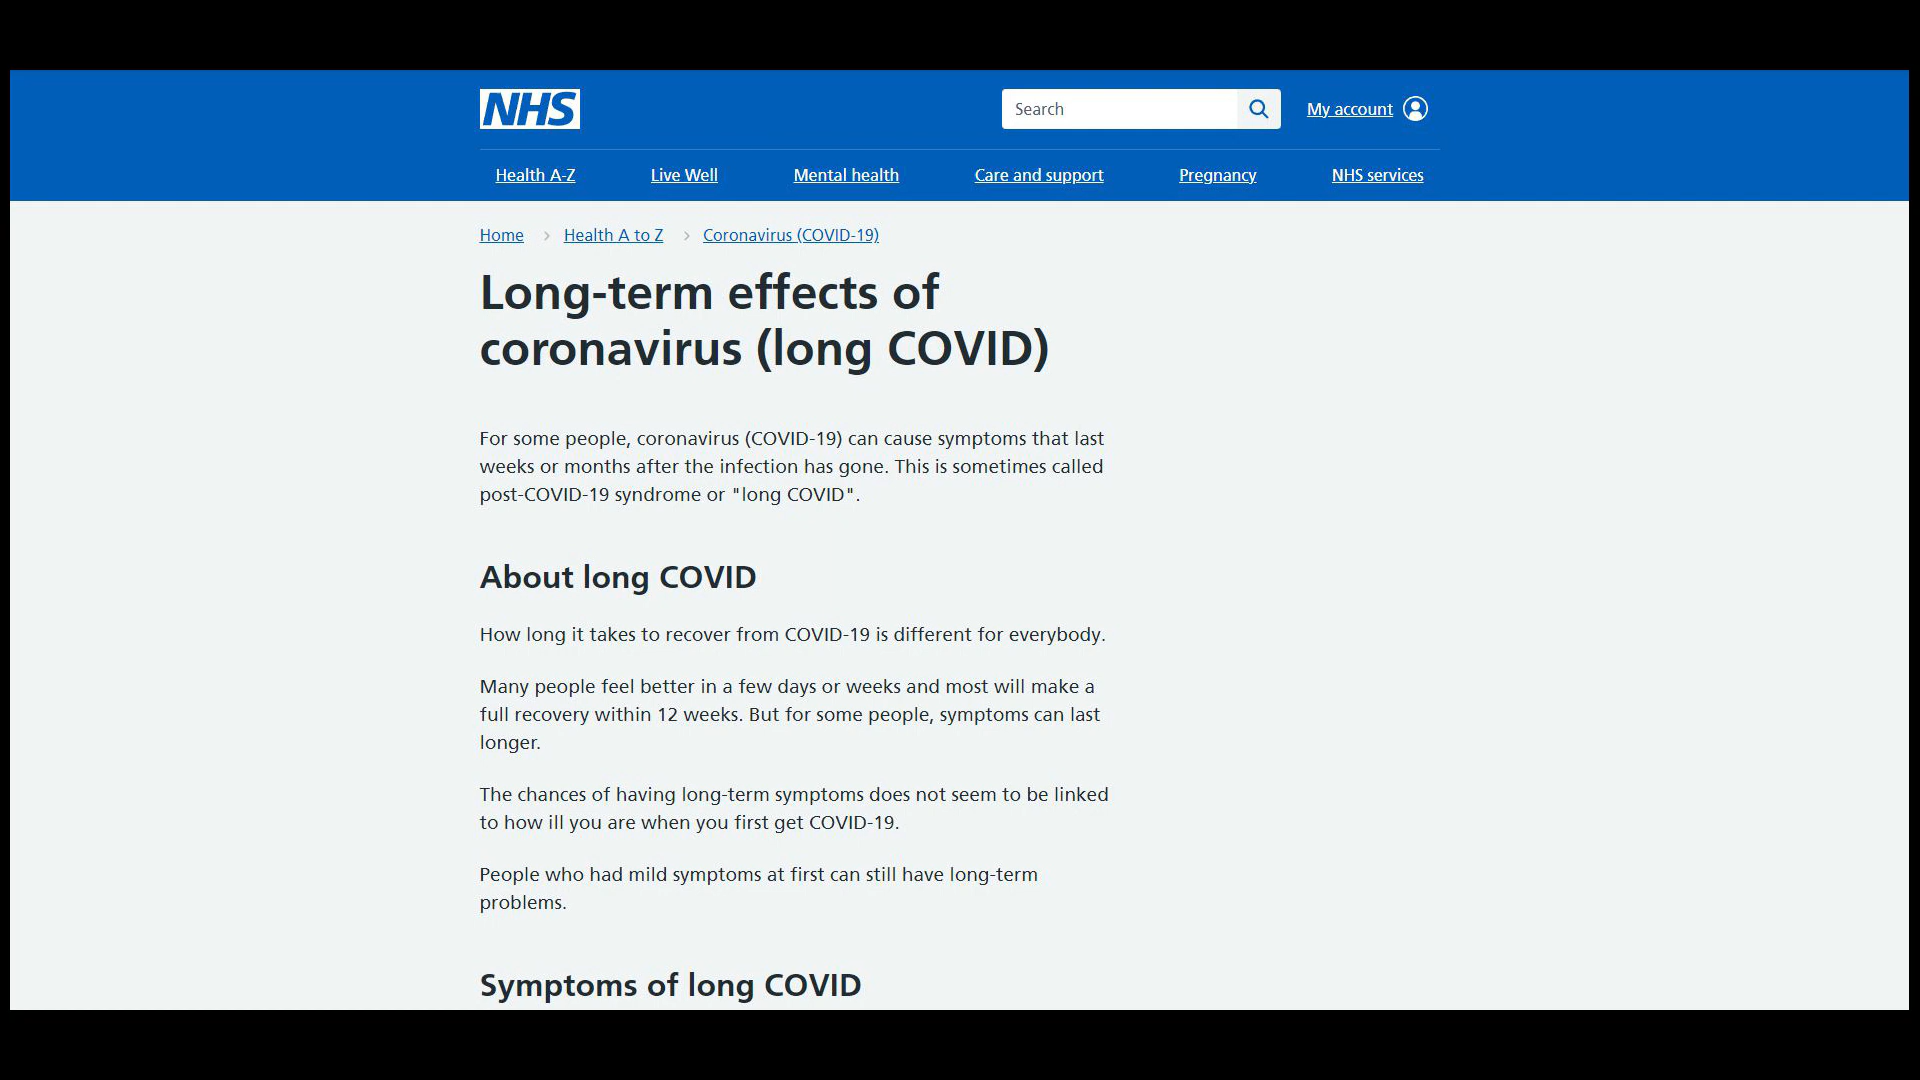 NHS
Search
My account
Health A-Z
Live Well
Mental health
Care and support
Pregnancy
NHS services
Home
Health A to Z
Coronavirus (COVID-19)
Long-term effects of
coronavirus (long COVID)
For some people, coronavirus (COVID-19) can cause symptoms that last
weeks or months after the infection has gone. This is sometimes called
post-COVID-19 syndrome or "long COVID".
About long COVID
How long it takes to recover from COVID-19 is different for everybody.
Many people feel better in a few days or weeks and most will make a
full recovery within 12 weeks. But for some people, symptoms can last
longer.
The chances of having long-term symptoms does not seem to be linked
to how ill you are when you first get COVID-19.
People who had mild symptoms at first can still have long-term
problems.
Symptoms of long COVID